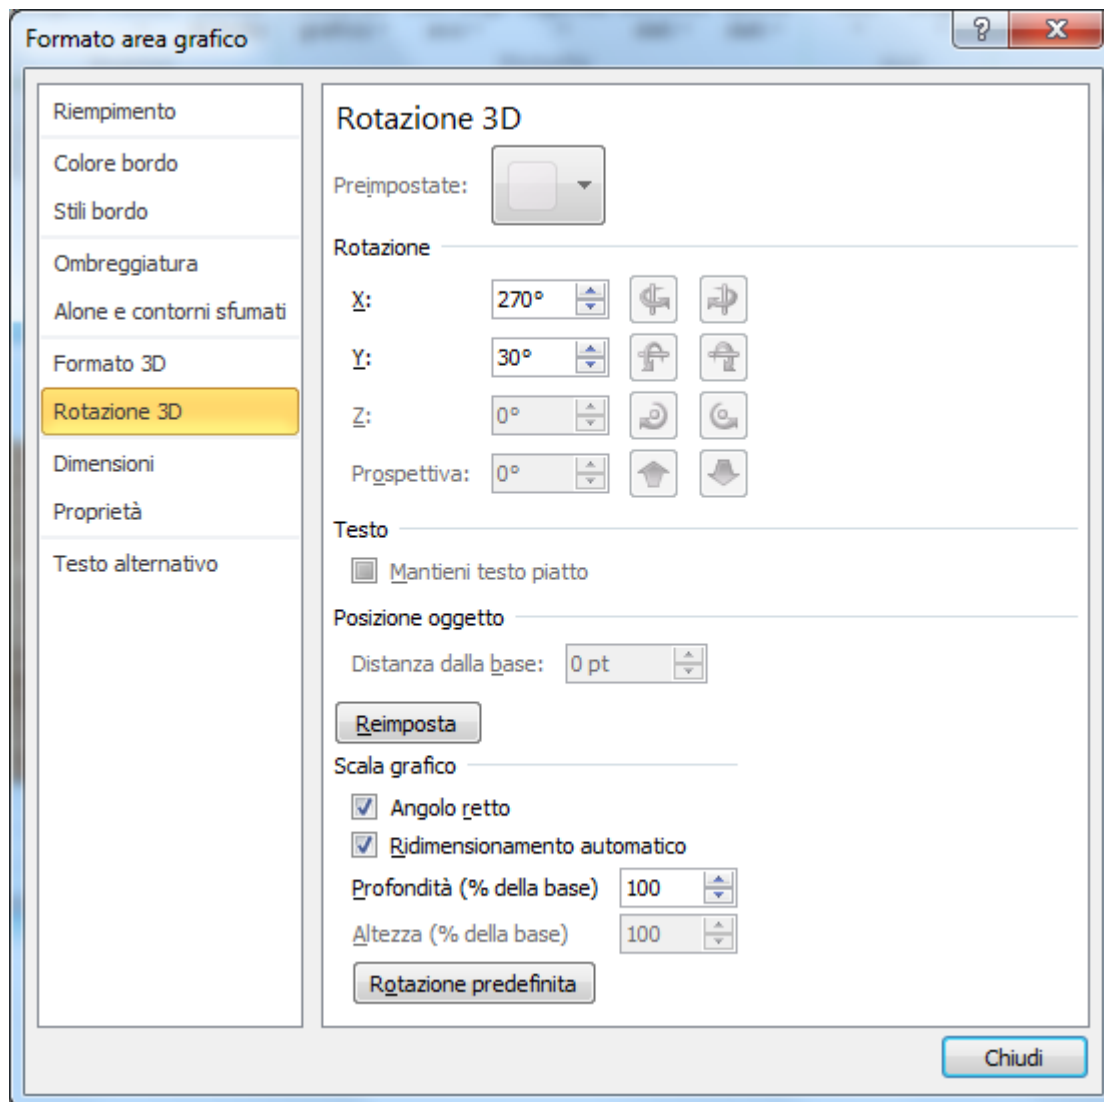 Formato area grafico
Riempimento
Colore bordo
Stili bordo
Ombreggiatura
Alone e contorni sfumati
Formato 3D
Rotazione 3D
Dimensioni
Proprietà
Testo alternativo
Rotazione 3D
Preimpostate:
Rotazione
X: 270°
Y: 30°
Z: 0°
Prospettiva: 0°
Testo
Mantieni testo piatto
Posizione oggetto
Distanza dalla base: 0 pt
Reimposta
Scala grafico
Angolo retto
Ridimensionamento automatico
Profondità (% della base) 100
Altezza (% della base) 100
Rotazione predefinita
Chiudi